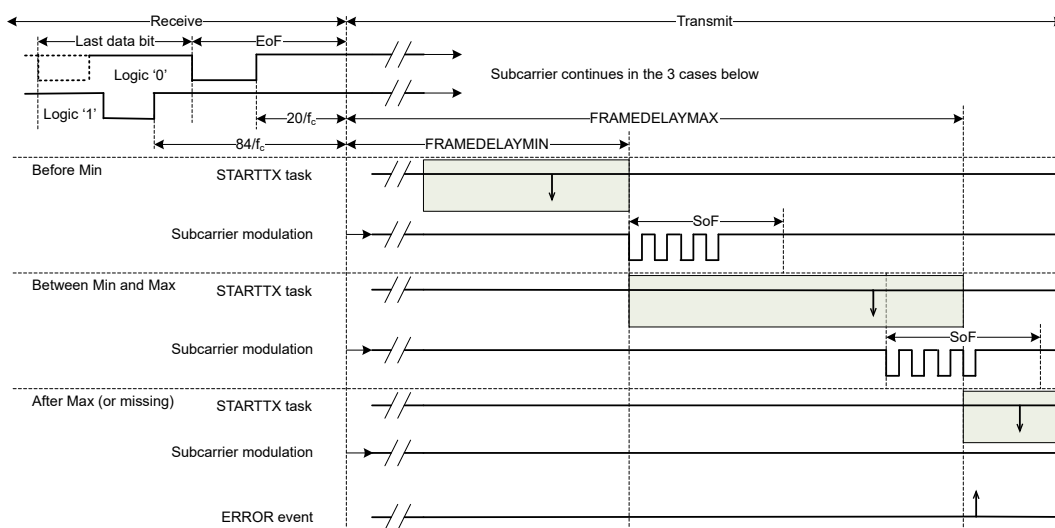 Receive
Transmit
Last data bit
EoF
Logic ‘0’
Subcarrier continues in the 3 cases below
Logic ‘1’
20/fc
FRAMEDELAYMAX
84/fc
FRAMEDELAYMIN
Before Min
STARTTX task
SoF
Subcarrier modulation
Between Min and Max
STARTTX task
SoF
Subcarrier modulation
After Max (or missing)
STARTTX task
Subcarrier modulation
ERROR event